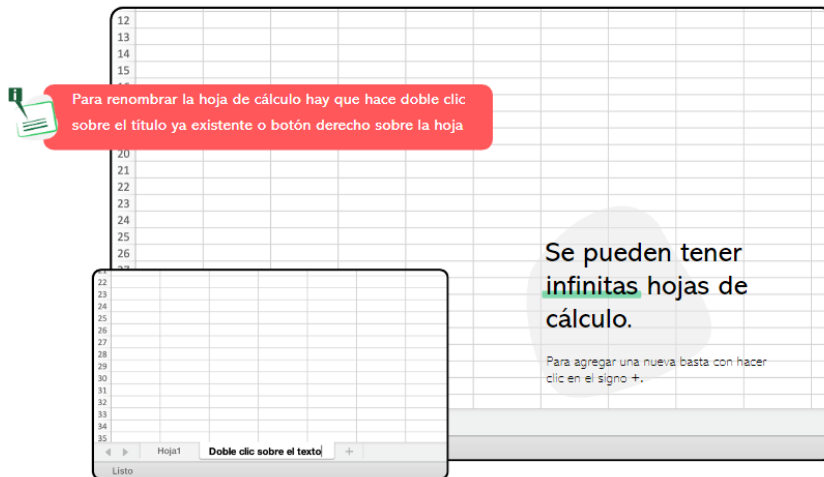 12
13
14
15
Para renombrar la hoja de cálculo hay que hace doble clic
sobre el título ya existente o botón derecho sobre la hoja
20
21
22
23
24
25
26
Se pueden tener
infinitas hojas de
cálculo.
Para agregar una nueva basta con hacer
clic en el signo +.
22
23
24
25
26
27
28
29
30
31
32
33
34
35
Hoja1 Doble clic sobre el texto +
Listo